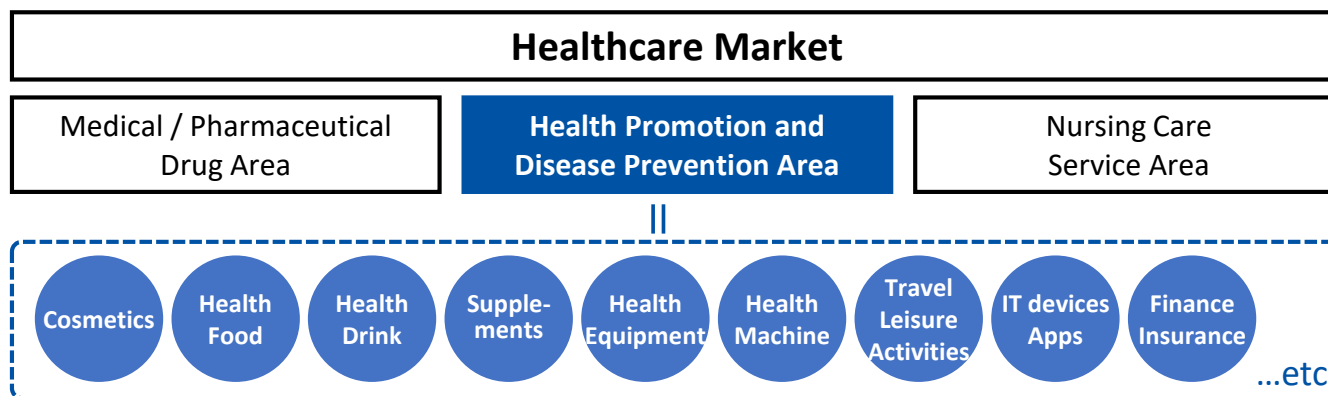 Healthcare Market
Medical / Pharmaceutical
Drug Area
Health Promotion and
Disease Prevention Area
Nursing Care
Service Area
Cosmetics
Health
Food
Health
Drink
Supple-
ments
Health
Equipment
Health
Machine
Travel
Leisure
Activities
IT devices
Apps
Finance
Insurance
...etc